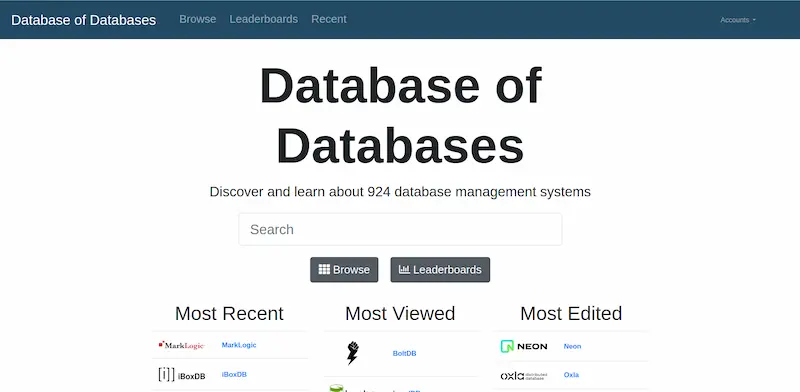 Database of Databases Browse Leaderboards Recent Accounts
Database of
Databases
Discover and learn about 924 database management systems
Search
Browse Leaderboards
Most Recent Most Viewed Most Edited
MarkLogic MarkLogic
BoltDB
NEON Neon
[i] iBoxDB iBoxDB
oxla distributed database Oxla